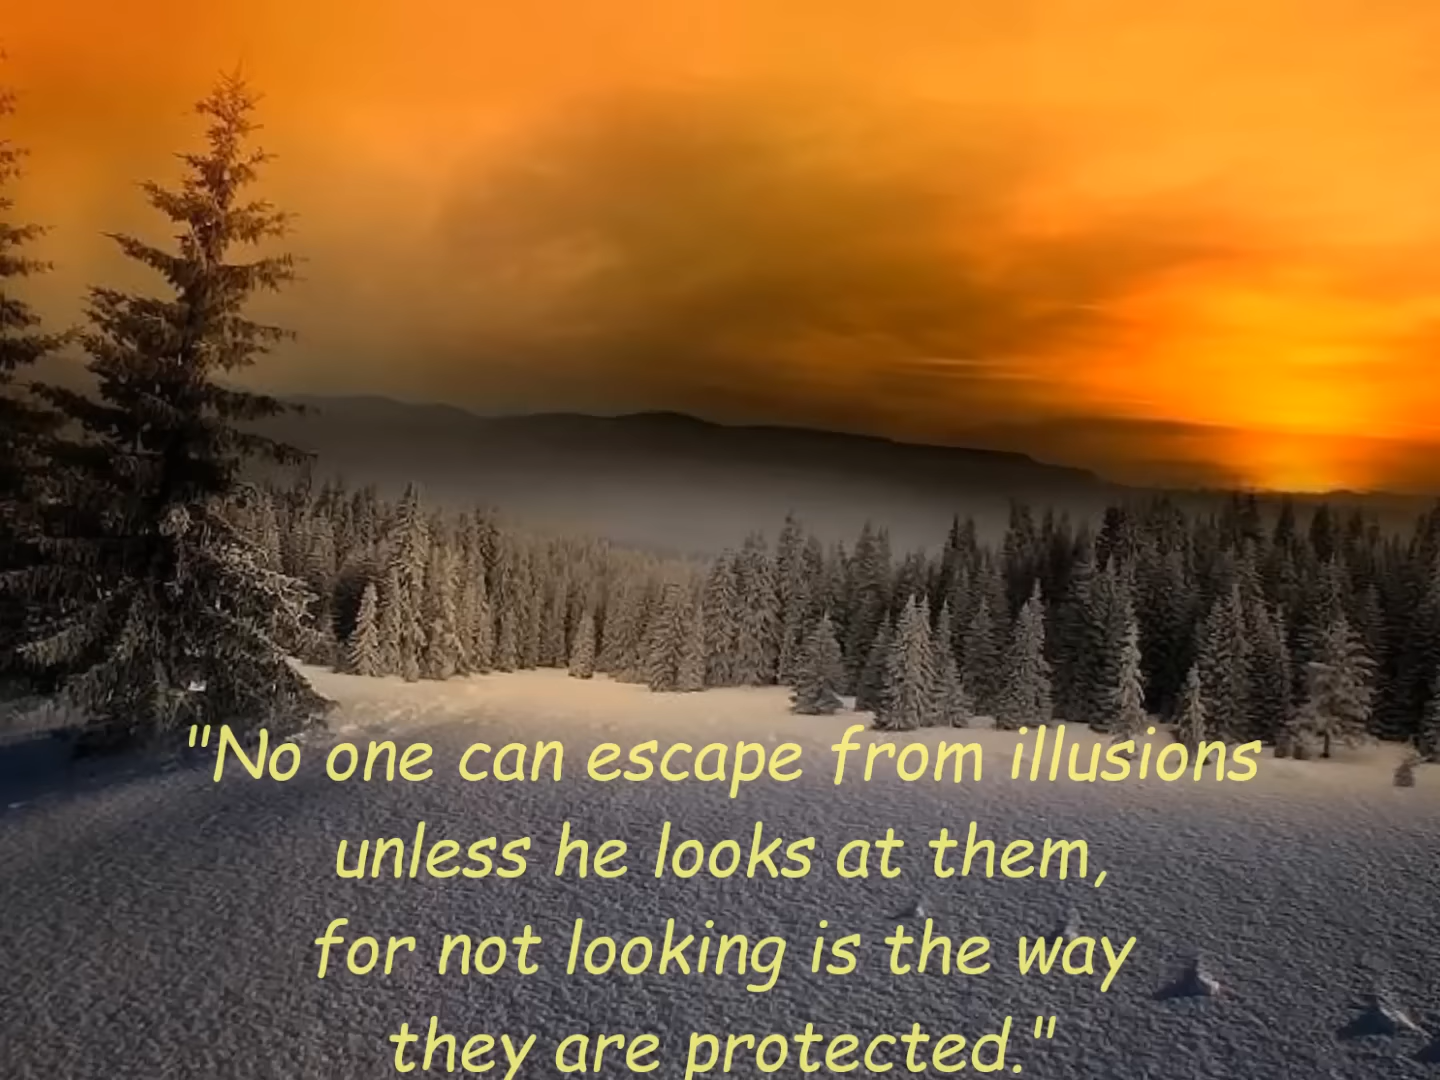 "No one can escape from illusions
unless he looks at them,
for not looking is the way
they are protected."